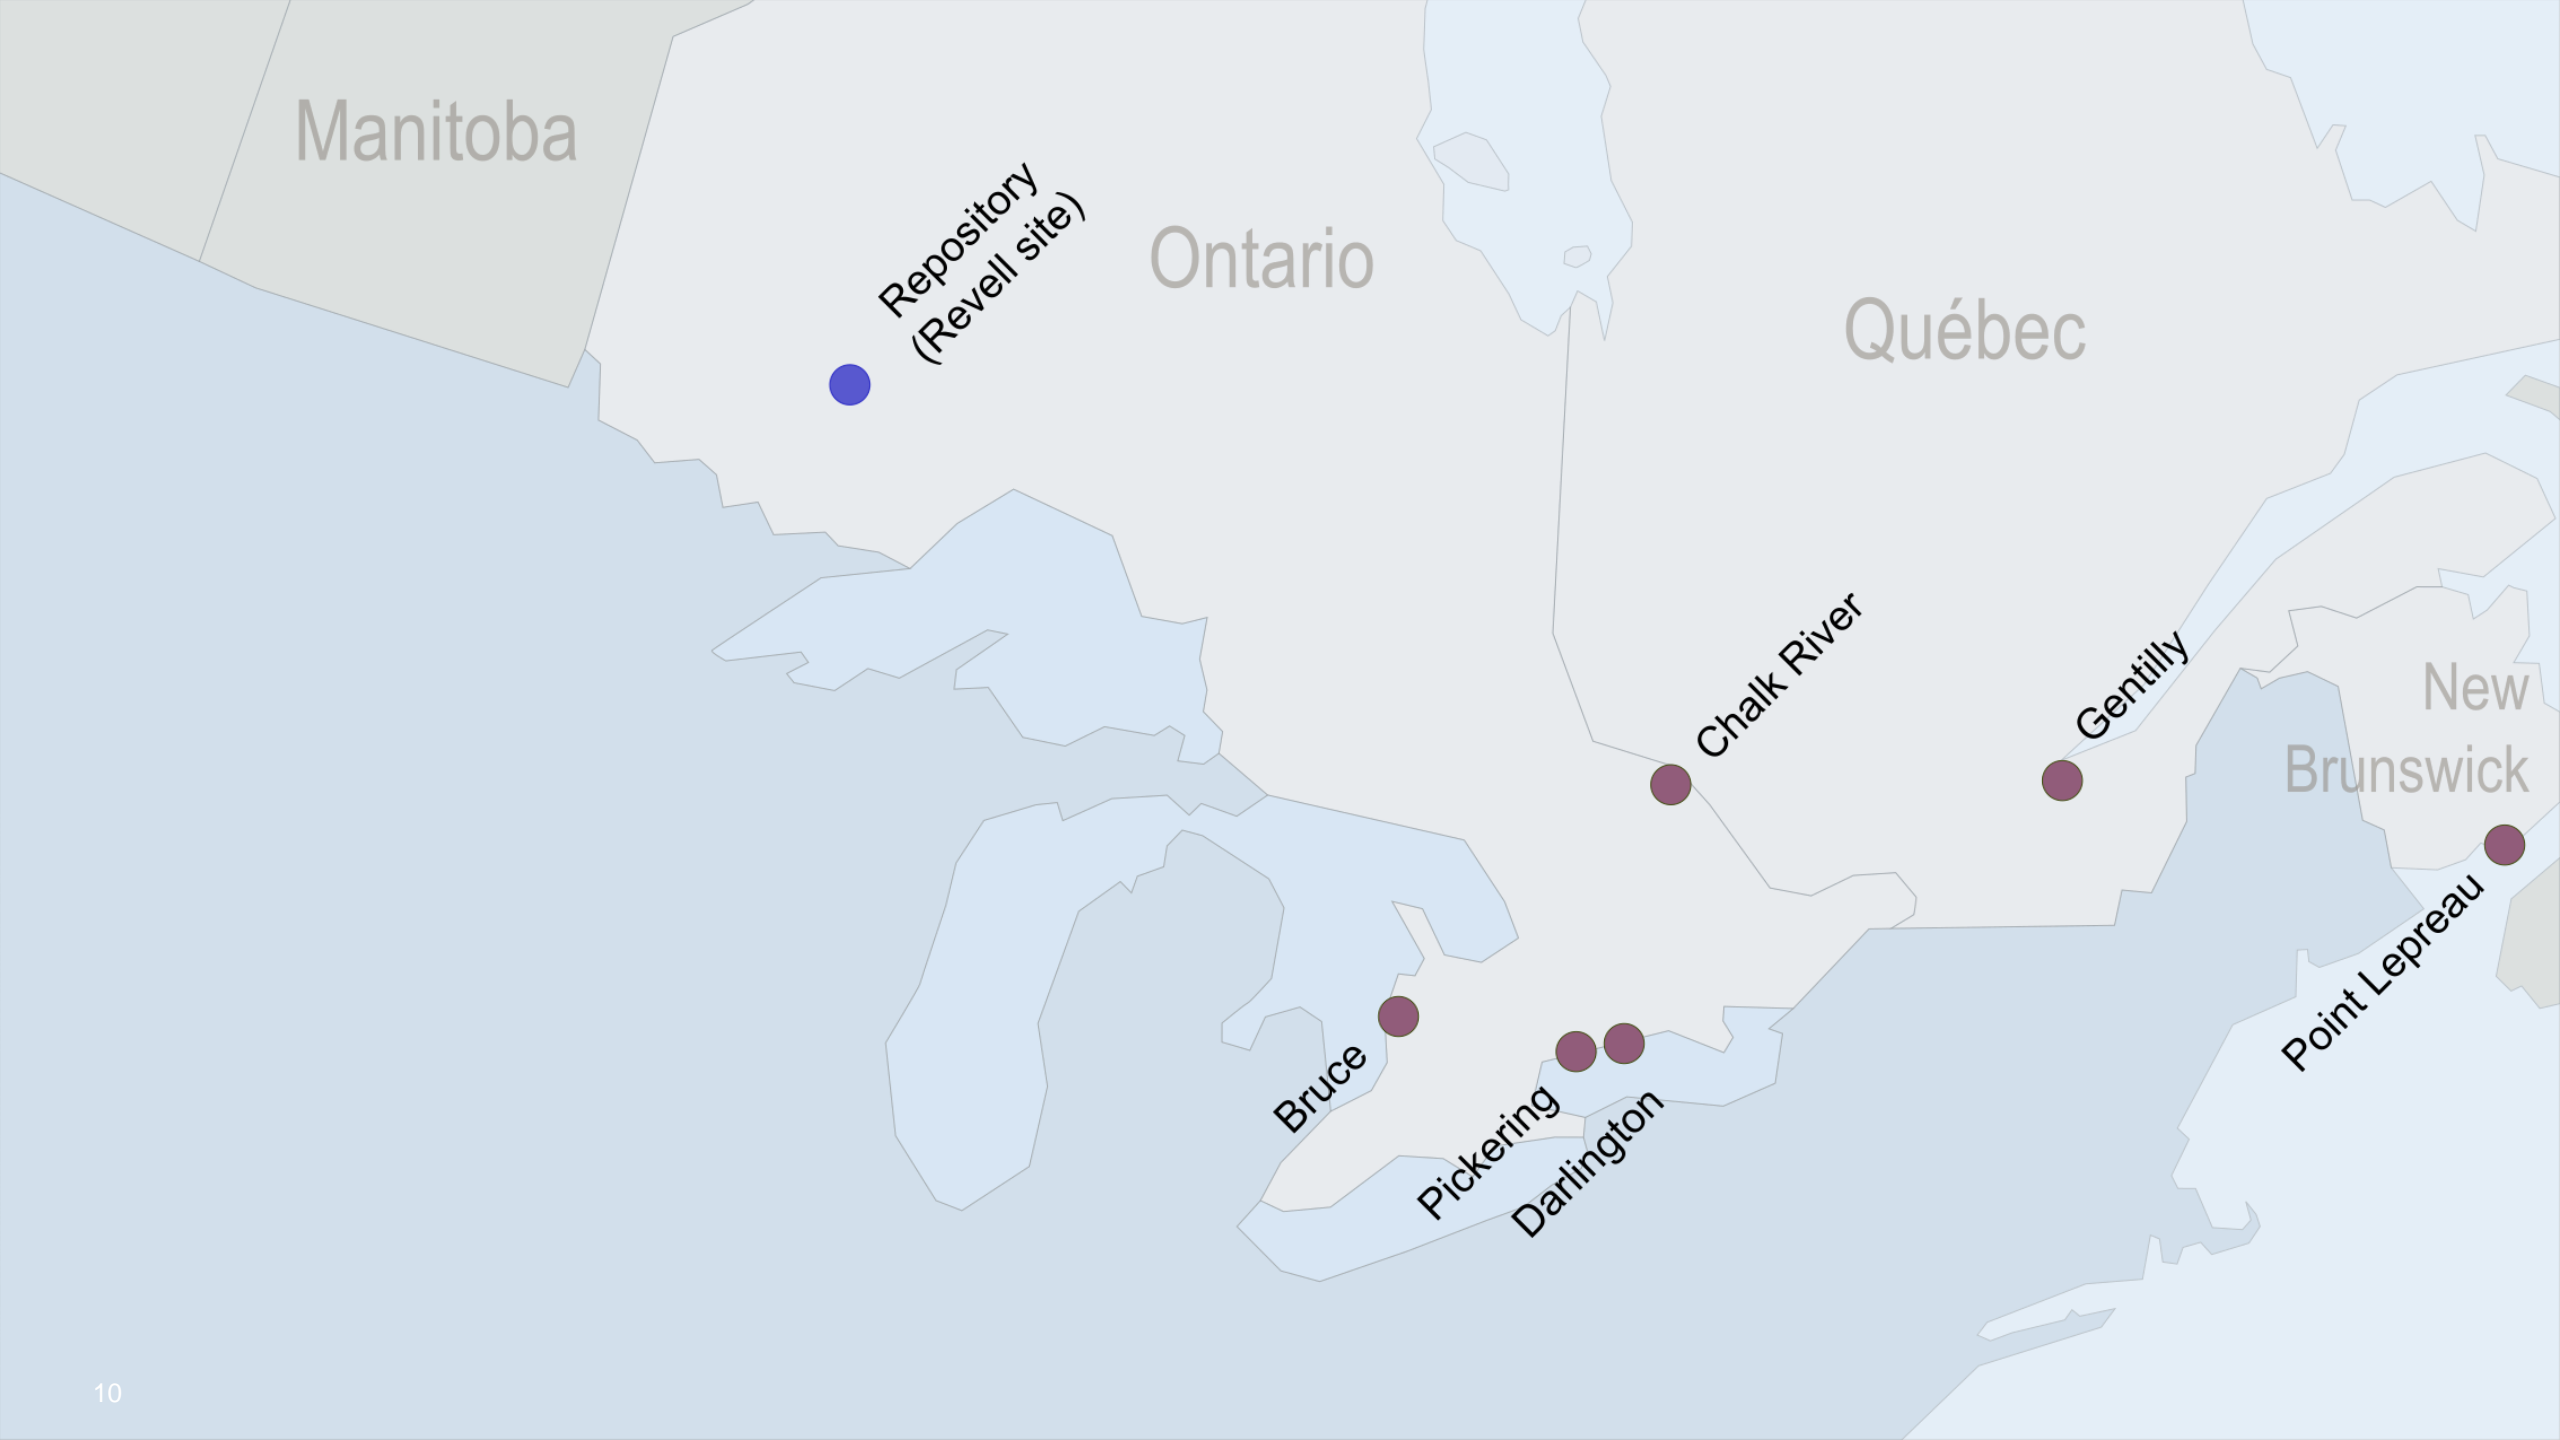 Manitoba
Repository
(Revell site)
Ontario
Québec
Chalk River
Gentilly
New
Brunswick
Point Lepreau
Bruce
Pickering
Darlington
10